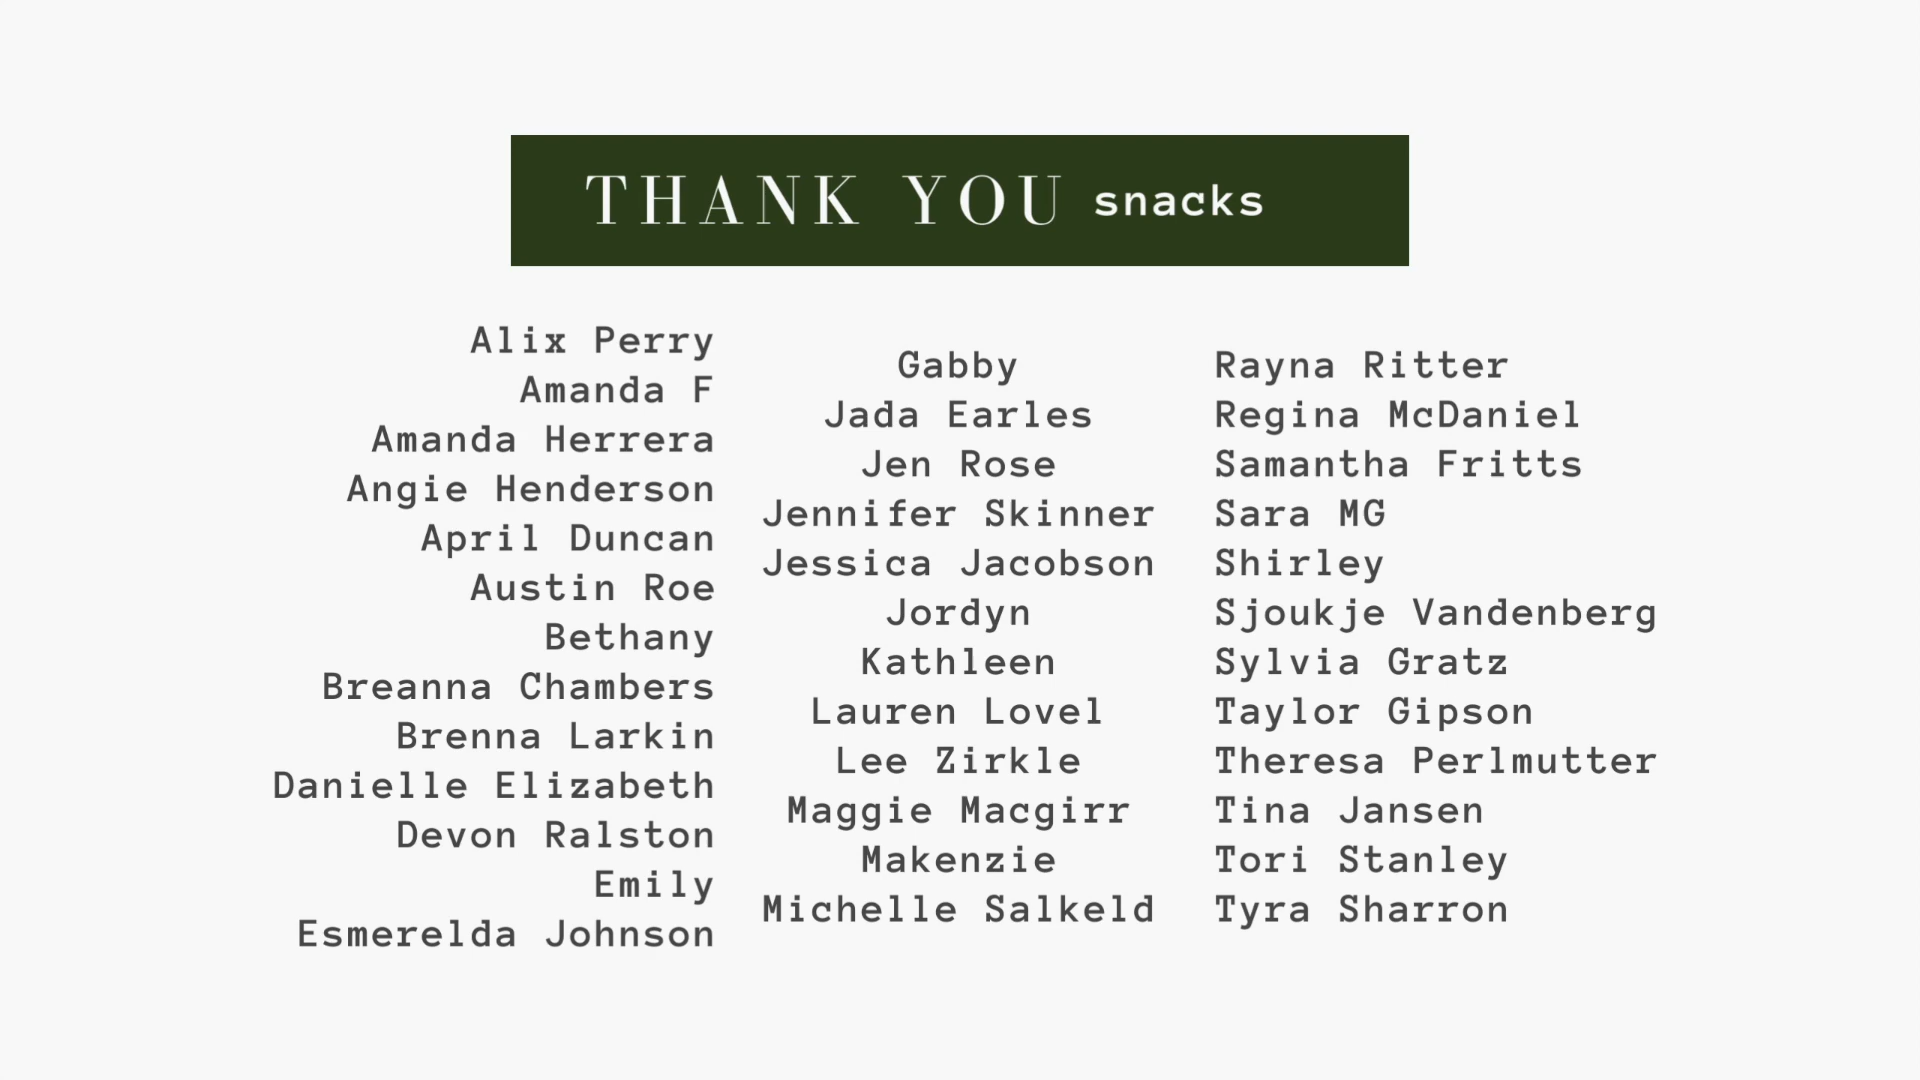 THANK YOU snacks
Alix Perry
Amanda F
Amanda Herrera
Angie Henderson
April Duncan
Austin Roe
Bethany
Breanna Chambers
Brenna Larkin
Danielle Elizabeth
Devon Ralston
Emily
Esmerelda Johnson
Gabby
Jada Earles
Jen Rose
Jennifer Skinner
Jessica Jacobson
Jordyn
Kathleen
Lauren Lovel
Lee Zirkle
Maggie Macgirr
Makenzie
Michelle Salkeld
Rayna Ritter
Regina McDaniel
Samantha Fritts
Sara MG
Shirley
Sjoukje Vandenberg
Sylvia Gratz
Taylor Gipson
Theresa Perlmutter
Tina Jansen
Tori Stanley
Tyra Sharron